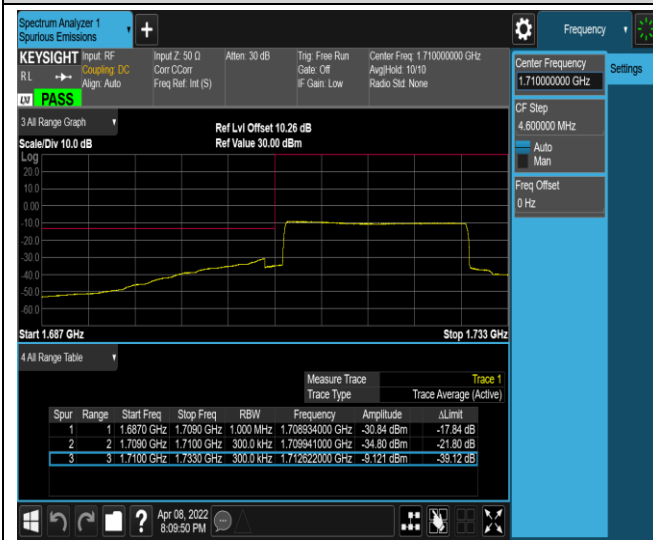 Spectrum Analyzer 1
Spurious Emissions
Frequency
KEYSIGHT
R L
LXI
PASS
Input: RF
Coupling: DC
Align: Auto
Input Z: 50 Ω
Corr CCorr
Freq Ref: Int (S)
Atten: 30 dB
Trig: Free Run
Gate: Off
IF Gain: Low
Center Freq: 1.710000000 GHz
Avg|Hold: 10/10
Radio Std: None
Center Frequency
1.710000000 GHz
Settings
CF Step
4.600000 MHz
Auto
Man
Freq Offset
0 Hz
3 All Range Graph
Scale/Div 10.0 dB
Ref Lvl Offset 10.26 dB
Ref Value 30.00 dBm
Log
20.0
10.0
0.00
-10.0
-20.0
-30.0
-40.0
-50.0
-60.0
Start 1.687 GHz Stop 1.733 GHz
4 All Range Table
Measure Trace Trace 1
Trace Type Trace Average (Active)
Spur Range Start Freq Stop Freq RBW Frequency Amplitude ΔLimit
1 1 1.6870 GHz 1.7090 GHz 1.000 MHz 1.708934000 GHz -30.84 dBm -17.84 dB
2 2 1.7090 GHz 1.7100 GHz 300.0 kHz 1.709941000 GHz -34.80 dBm -21.80 dB
3 3 1.7100 GHz 1.7330 GHz 300.0 kHz 1.712622000 GHz -9.121 dBm -39.12 dB
Apr 08, 2022
8:09:50 PM